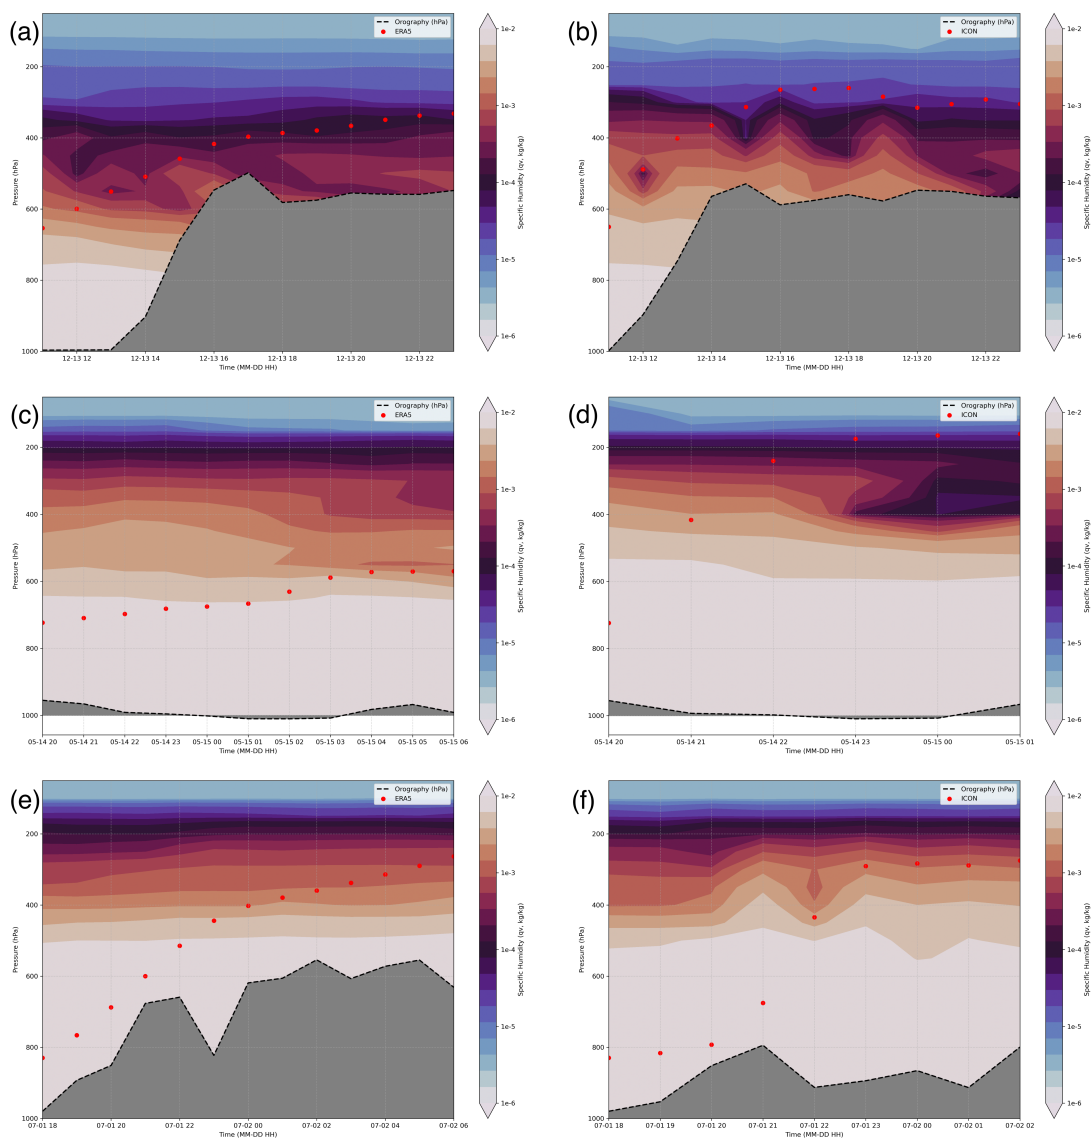 (a)
Orography (hPa)
ERA5
200
400
600
800
1000
Pressure (hPa)
12-13 12
12-13 14
12-13 16
12-13 18
12-13 20
12-13 22
Time (MM-DD HH)
1e-2
1e-3
1e-4
1e-5
1e-6
Specific Humidity (qv, kg/kg)
(b)
Orography (hPa)
ICON
200
400
600
800
1000
Pressure (hPa)
12-13 12
12-13 14
12-13 16
12-13 18
12-13 20
12-13 22
Time (MM-DD HH)
1e-2
1e-3
1e-4
1e-5
1e-6
Specific Humidity (qv, kg/kg)
(c)
Orography (hPa)
ERA5
200
400
600
800
1000
Pressure (hPa)
05-14 20
05-14 21
05-14 22
05-14 23
05-15 00
05-15 01
05-15 02
05-15 03
05-15 04
05-15 05
05-15 06
Time (MM-DD HH)
1e-2
1e-3
1e-4
1e-5
1e-6
Specific Humidity (qv, kg/kg)
(d)
Orography (hPa)
ICON
200
400
600
800
1000
Pressure (hPa)
05-14 20
05-14 21
05-14 22
05-14 23
05-15 00
05-15 01
Time (MM-DD HH)
1e-2
1e-3
1e-4
1e-5
1e-6
Specific Humidity (qv, kg/kg)
(e)
Orography (hPa)
ERA5
200
400
600
800
1000
Pressure (hPa)
07-01 18
07-01 20
07-01 22
07-02 00
07-02 02
07-02 04
07-02 06
Time (MM-DD HH)
1e-2
1e-3
1e-4
1e-5
1e-6
Specific Humidity (qv, kg/kg)
(f)
Orography (hPa)
ICON
200
400
600
800
1000
Pressure (hPa)
07-01 18
07-01 19
07-01 20
07-01 21
07-01 22
07-01 23
07-02 00
07-02 01
07-02 02
Time (MM-DD HH)
1e-2
1e-3
1e-4
1e-5
1e-6
Specific Humidity (qv, kg/kg)